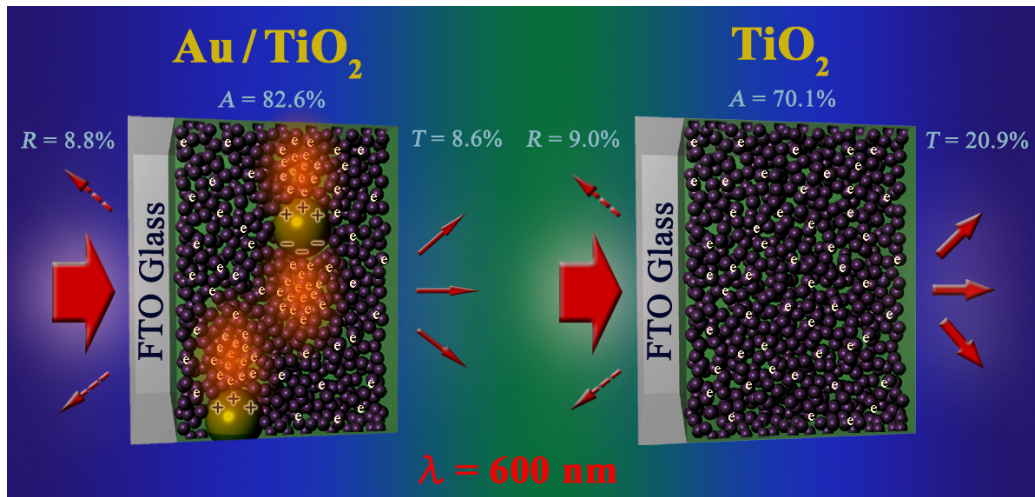 Au / TiO₂
A = 82.6%
R = 8.8%
T = 8.6%
FTO Glass
TiO₂
A = 70.1%
R = 9.0%
T = 20.9%
FTO Glass
λ = 600 nm